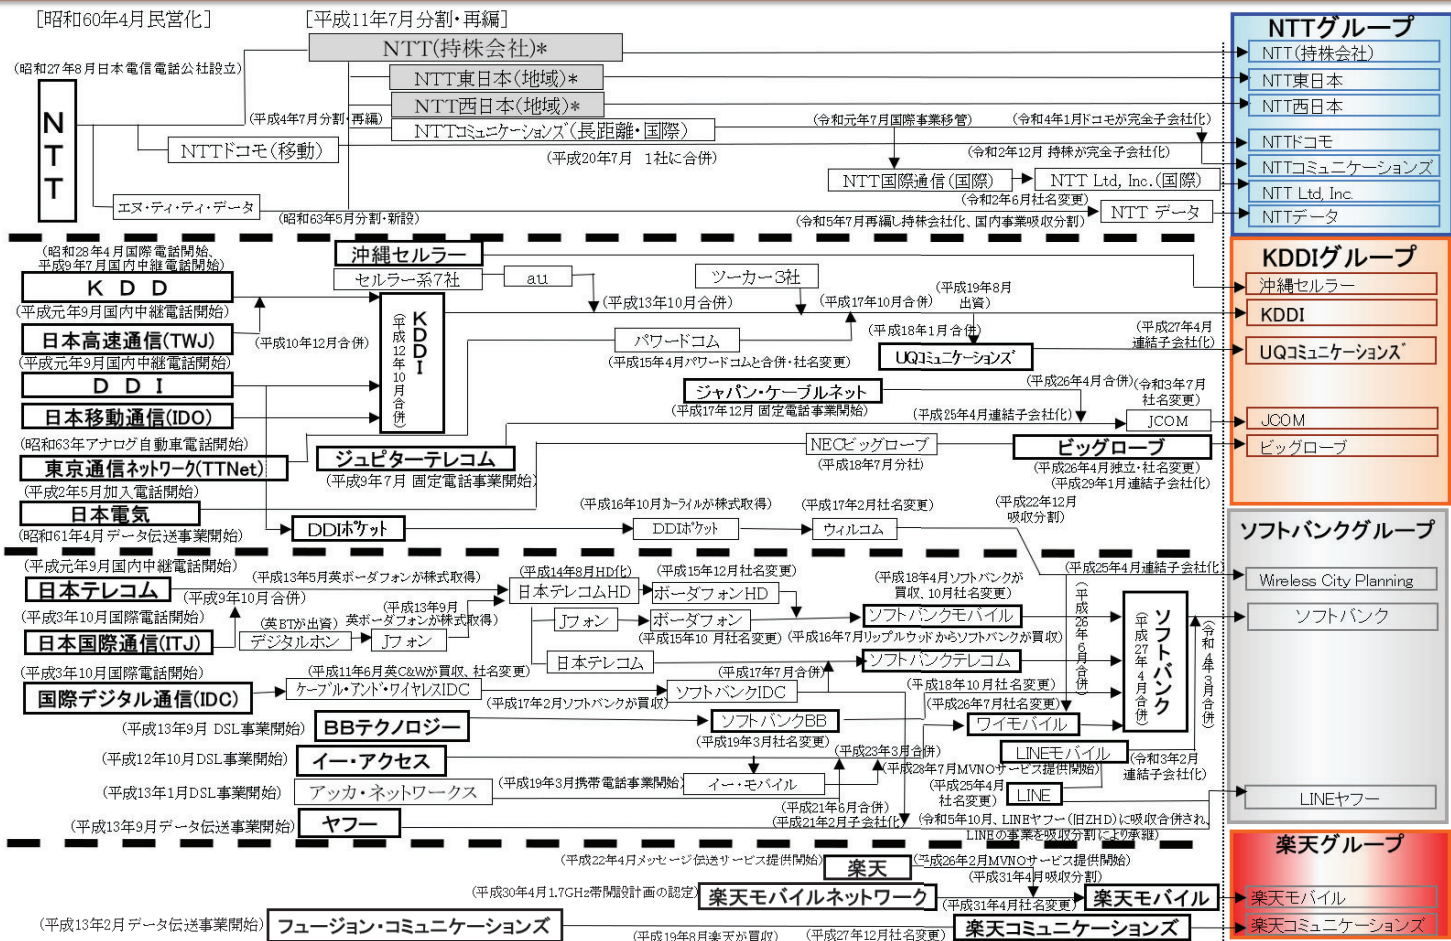 [昭和60年4月民営化]
[平成11年7月分割・再編]
NTTグループ
NTT(持株会社)*
NTT(持株会社)
(昭和27年8月日本電信電話公社設立)
NTT東日本(地域)*
NTT東日本
NTT西日本(地域)*
NTT西日本
NTT
(平成4年7月分割・再編)
NTTコミュニケーションズ(長距離・国際)
(令和元年7月国際事業移管)
(令和4年1月ドコモが完全子会社化)
NTTドコモ(移動)
(平成20年7月 1社に合併)
(令和2年12月 持株が完全子会社化)
NTTドコモ
NTTコミュニケーションズ
NTT国際通信(国際)
NTT Ltd, Inc.(国際)
NTT Ltd, Inc.
(令和2年6月社名変更)
エヌ・ティ・ティ・データ
(昭和63年5月分割・新設)
NTT データ
NTTデータ
(令和5年7月再編し持株会社化、国内事業吸収分割)
(昭和28年4月国際電話開始、
平成9年7月国内中継電話開始)
沖縄セルラー
KDDIグループ
セルラー系7社
au
ツーカー3社
沖縄セルラー
KDD
(平成元年9月国内中継電話開始)
KDDI
(平成12年10月合併)
(平成13年10月合併)
(平成17年10月合併)
(平成19年8月
出資)
KDDI
日本高速通信(TWJ)
(平成10年12月合併)
パワードコム
(平成18年1月合併)
(平成27年4月
連結子会社化)
(平成元年9月国内中継電話開始)
(平成15年4月パワードコムと合併・社名変更)
UQコミュニケーションズ
UQコミュニケーションズ
DDI
ジャパン・ケーブルネット
(平成26年4月合併)
(令和3年7月
社名変更)
日本移動通信(IDO)
(平成17年12月 固定電話事業開始)
(平成25年4月連結子会社化)
JCOM
JCOM
(昭和63年アナログ自動車電話開始)
NECビッグローブ
ビッグローブ
ビッグローブ
東京通信ネットワーク(TTNet)
ジュピターテレコム
(平成18年7月分社)
(平成26年4月独立・社名変更)
(平成29年1月連結子会社化)
(平成9年7月 固定電話事業開始)
(平成2年5月加入電話開始)
日本電気
(昭和61年4月データ伝送事業開始)
(平成16年10月カーライルが株式取得)
(平成17年2月社名変更)
(平成22年12月
吸収分割)
DDIポケット
DDIポケット
ウィルコム
ソフトバンクグループ
(平成元年9月国内中継電話開始)
(平成25年4月連結子会社化)
日本テレコム
(平成13年5月英ボーダフォンが株式取得)
(平成14年8月HD化)
(平成15年12月社名変更)
(平成18年4月ソフトバンクが
買収、10月社名変更)
Wireless City Planning
(平成9年10月合併)
日本テレコムHD
ボーダフォンHD
(平成3年10月国際電話開始)
(英BTが出資)
(平成13年9月
英ボーダフォンが株式取得)
Jフォン
ボーダフォン
ソフトバンクモバイル
(平成26年6月合併)
ソフトバンク
(平成27年4月合併)
(令和4年3月合併)
ソフトバンク
日本国際通信(ITJ)
デジタルホン
Jフォン
(平成15年10月社名変更)
(平成16年7月リップルウッドからソフトバンクが買収)
(平成3年10月国際電話開始)
(平成11年6月英C&Wが買収、社名変更)
日本テレコム
(平成17年7月合併)
ソフトバンクテレコム
国際デジタル通信(IDC)
ケーブル・アンド・ワイヤレスIDC
(平成17年2月ソフトバンクが買収)
ソフトバンクIDC
(平成18年10月社名変更)
(平成26年7月社名変更)
(平成13年9月 DSL事業開始)
BBテクノロジー
ソフトバンクBB
ワイモバイル
(平成19年3月社名変更)
(平成12年10月DSL事業開始)
イー・アクセス
(平成23年3月合併)
LINEモバイル
(令和3年2月
連結子会社化)
(平成28年7月MVNOサービス提供開始)
(平成13年1月DSL事業開始)
アッカ・ネットワークス
(平成19年3月携帯電話事業開始)
イー・モバイル
(平成25年4月
社名変更)
LINE
LINEヤフー
(平成21年6月合併)
(平成21年2月子会社化)
(平成13年9月データ伝送事業開始)
ヤフー
(令和5年10月、LINEヤフー(旧ZHD)に吸収合併され、
LINEの事業を吸収分割により承継)
楽天グループ
(平成22年4月メッセージ伝送サービス提供開始)
楽天
(平成26年2月MVNOサービス提供開始)
(平成31年4月吸収分割)
(平成30年4月1.7GHz帯開設計画の認定)
楽天モバイルネットワーク
(平成31年4月社名変更)
楽天モバイル
楽天モバイル
(平成13年2月データ伝送事業開始)
フュージョン・コミュニケーションズ
(平成19年8月楽天が買収)
(平成27年12月社名変更)
楽天コミュニケーションズ
楽天コミュニケーションズ